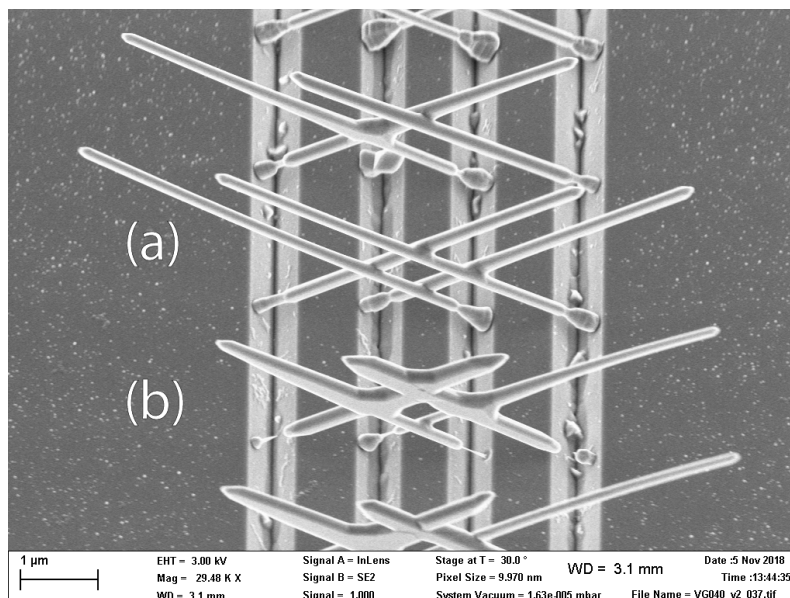 (a)
(b)
1 µm
EHT = 3.00 kV
Signal A = InLens
Stage at T = 30.0 °
WD = 3.1 mm
Date :5 Nov 2018
Mag = 29.48 K X
Signal B = SE2
Pixel Size = 9.970 nm
Time :13:44:35
WD = 3.1 mm
Signal = 1.000
System Vacuum = 1.63e-005 mbar
File Name = VG040_v2_037.tif